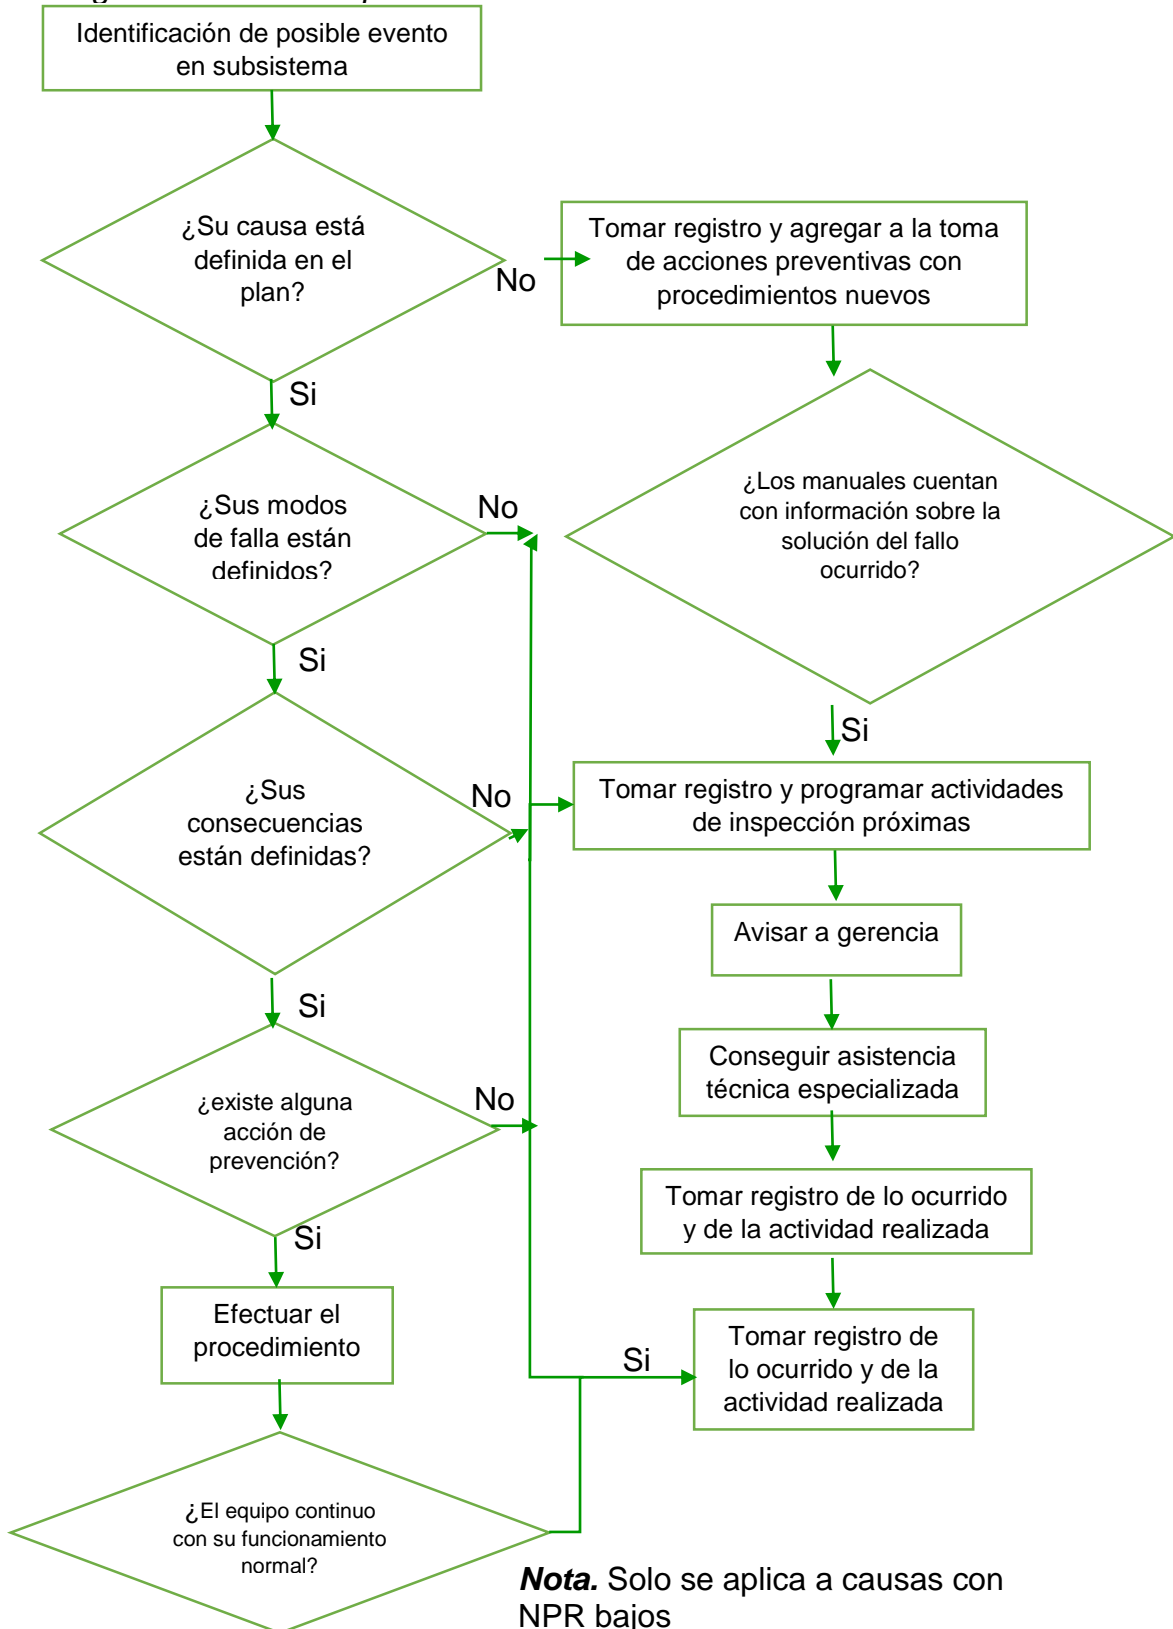 Identificación de posible evento
en subsistema
¿Su causa está
definida en el
plan?
No
Tomar registro y agregar a la toma
de acciones preventivas con
procedimientos nuevos
Si
¿Sus modos
de falla están
definidos?
No
¿Los manuales cuentan
con información sobre la
solución del fallo
ocurrido?
Si
Si
¿Sus
consecuencias
están definidas?
No
Tomar registro y programar actividades
de inspección próximas
Avisar a gerencia
Si
Conseguir asistencia
técnica especializada
¿existe alguna
acción de
prevención?
No
Tomar registro de lo ocurrido
y de la actividad realizada
Si
Efectuar el
procedimiento
Si
Tomar registro de
lo ocurrido y de la
actividad realizada
¿El equipo continuo
con su funcionamiento
normal?
Nota. Solo se aplica a causas con
NPR bajos